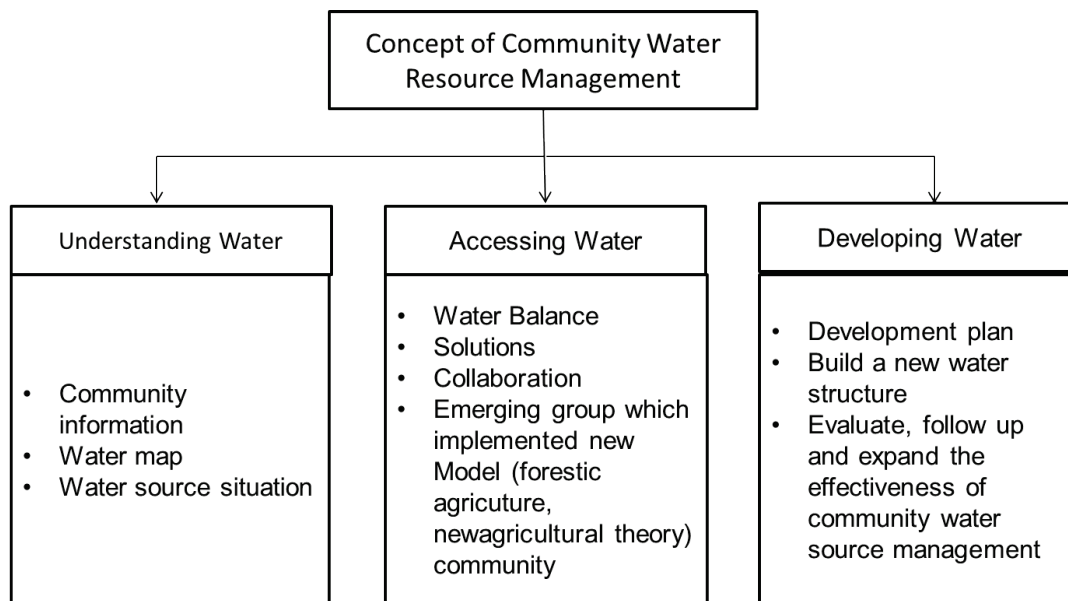 Concept of Community Water
Resource Management
Understanding Water
• Community
information
• Water map
• Water source situation
Accessing Water
• Water Balance
• Solutions
• Collaboration
• Emerging group which
implemented new
Model (forestic
agricuture,
newagricultural theory)
community
Developing Water
• Development plan
• Build a new water
structure
• Evaluate, follow up
and expand the
effectiveness of
community water
source management